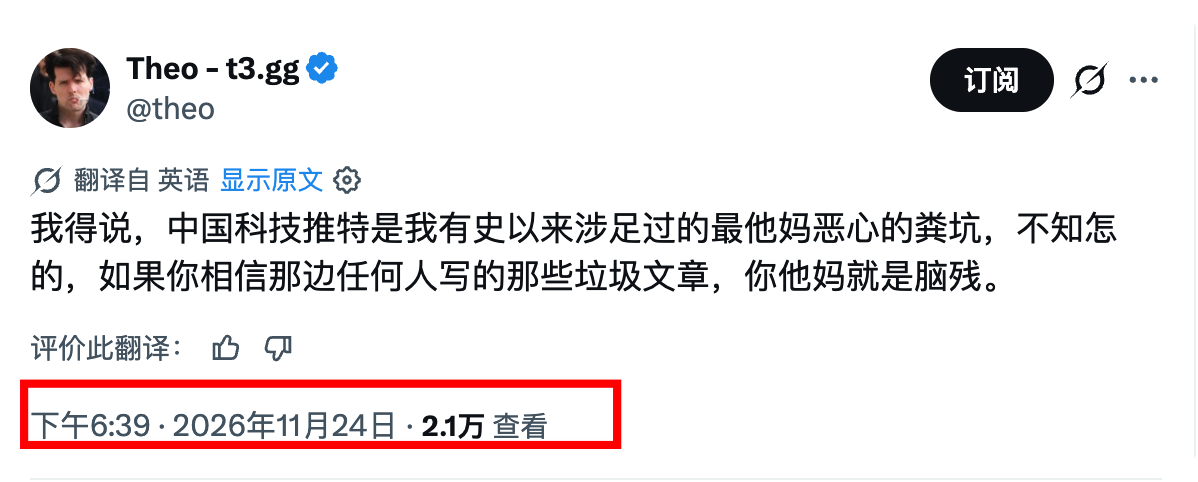 Theo - t3.gg
@theo
订阅
翻译自 英语 显示原文
我得说，中国科技推特是我有史以来涉足过的最他妈恶心的粪坑，不知怎
的，如果你相信那边任何人写的那些垃圾文章，你他妈就是脑残。
评价此翻译：
下午6:39 · 2026年11月24日 · 2.1万 查看